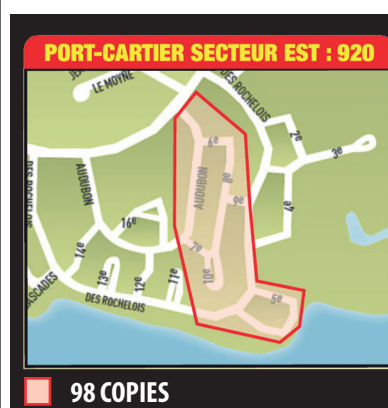 PORT-CARTIER SECTEUR EST : 920
LE MOYNE
DES ROCHELOIS
2e
3e
6e
8e
AUDUBON
AUDUBON
9e
4e
16e
7e
14e
13e
12e
11e
10e
5e
CASCADES
DES ROCHELOIS
98 COPIES